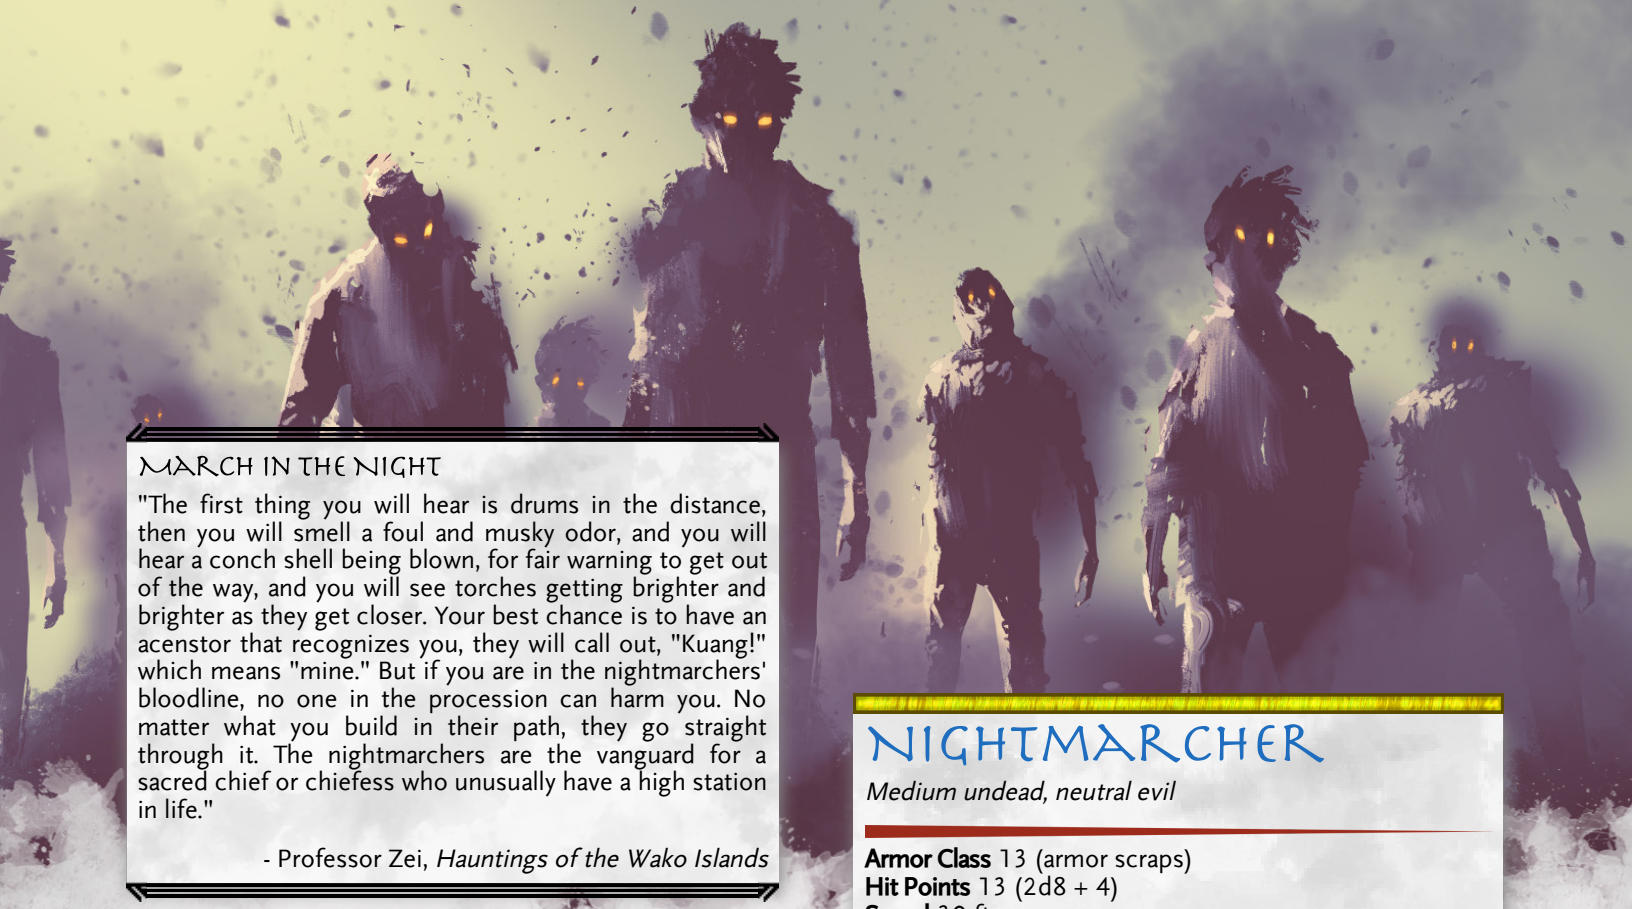 MARCH IN THE NIGHT
"The first thing you will hear is drums in the distance,
then you will smell a foul and musky odor, and you will
hear a conch shell being blown, for fair warning to get out
of the way, and you will see torches getting brighter and
brighter as they get closer. Your best chance is to have an
acenstor that recognizes you, they will call out, "Kuang!"
which means "mine." But if you are in the nightmarchers'
bloodline, no one in the procession can harm you. No
matter what you build in their path, they go straight
through it. The nightmarchers are the vanguard for a
sacred chief or chiefess who unusually have a high station
in life."
- Professor Zei, Hauntings of the Wako Islands
NIGHTMARCHER
Medium undead, neutral evil
Armor Class 13 (armor scraps)
Hit Points 13 (2d8 + 4)